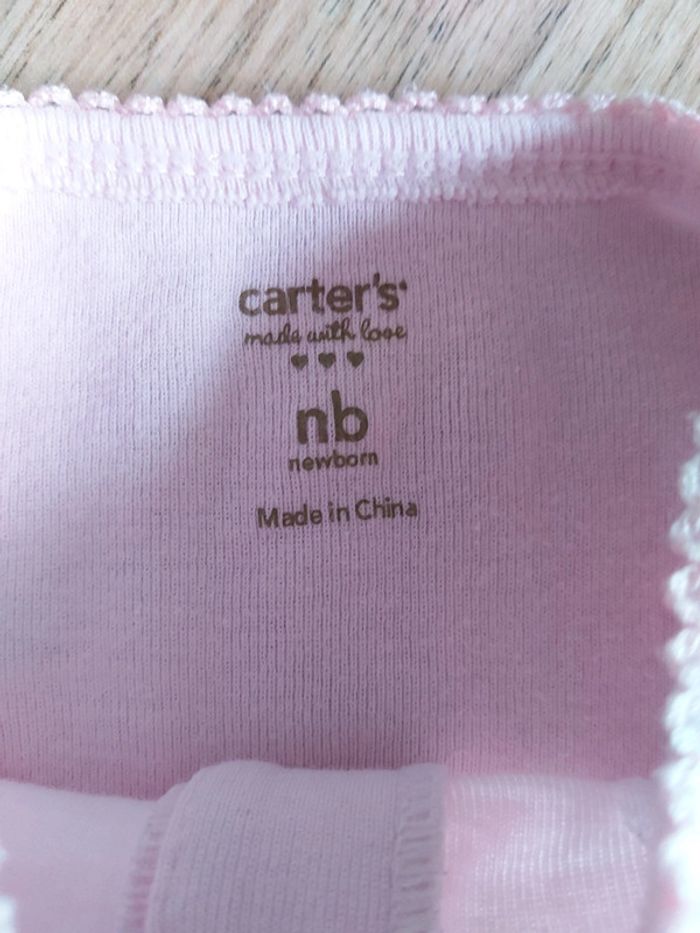 carter's
made with love
nb
newborn
Made in China